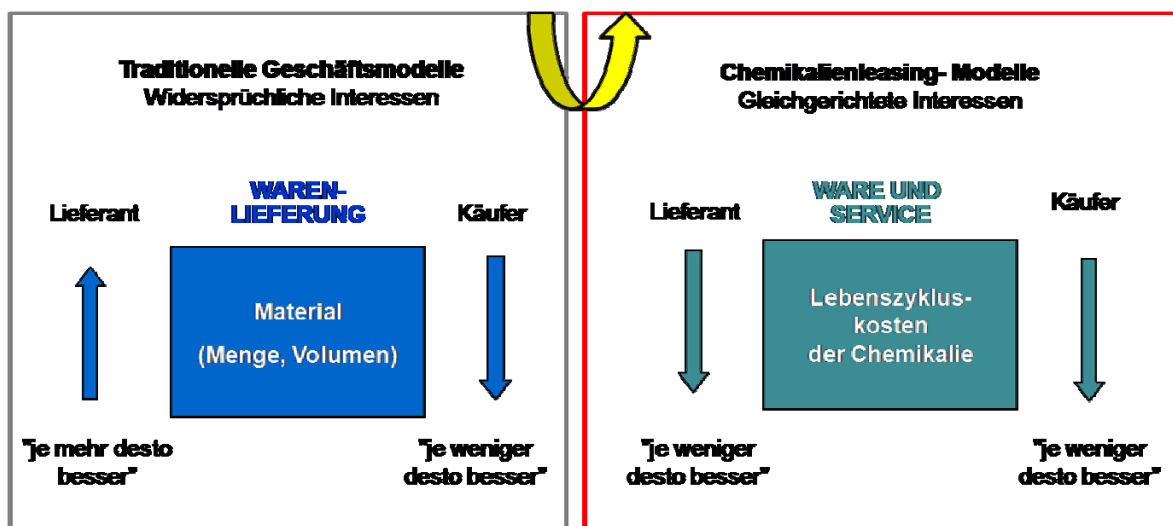 Traditionelle Geschäftsmodelle
Widersprüchliche Interessen
Lieferant
WAREN-
LIEFERUNG
Käufer
Material
(Menge, Volumen)
"je mehr desto
besser"
"je weniger
desto besser"
Chemikalienleasing- Modelle
Gleichgerichtete Interessen
Lieferant
WARE UND
SERVICE
Käufer
Lebenszyklus-
kosten
der Chemikalie
"je weniger
desto besser"
"je weniger
desto besser"